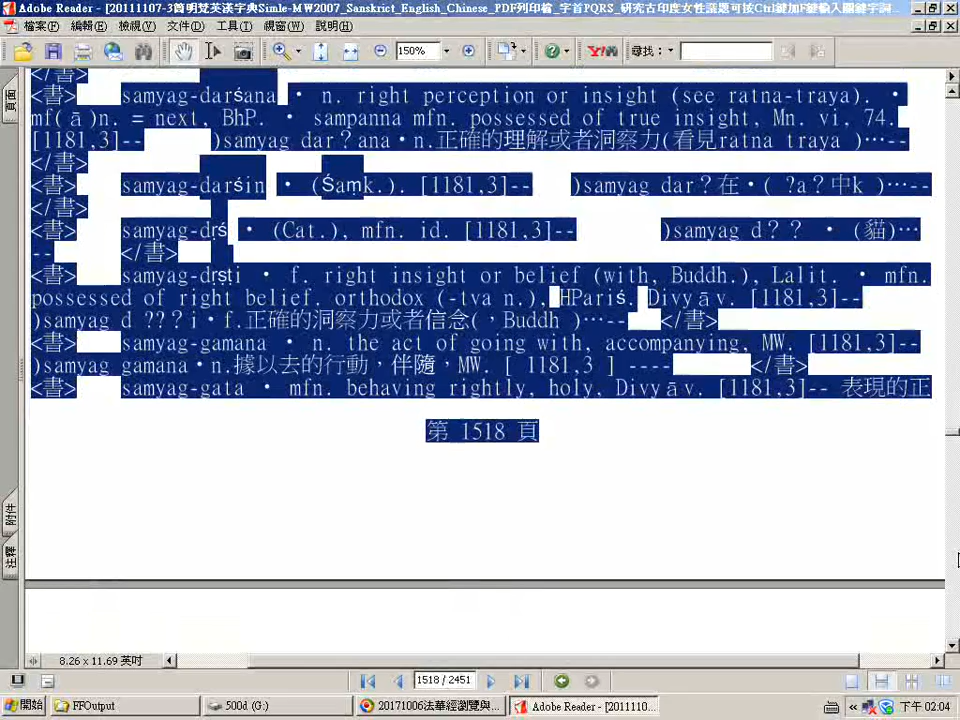 Adobe Reader - [20111107-3簡明梵英漢字典Simle-MW2007_Sanskrict_English_Chinese_PDF列印檔_字首PQRS_研究古印度女性議題可按Ctrl鍵加F鍵輸入關鍵字詞...
檔案(F) 編輯(E) 檢視(V) 文件(D) 工具(T) 視窗(W) 說明(H)
150% 尋找:
頁面
</書>
<書> samyag-darśana • n. right perception or insight (see ratna-traya). •
mf(ā)n. = next, BhP. • sampanna mfn. possessed of true insight, Mn. vi, 74.
[1181,3]-- )samyag dar？ana•n.正確的理解或者洞察力(看見ratna traya )…--
</書>
<書> samyag-darśin • (Śaṃk.). [1181,3]-- )samyag dar？在•( ?a？中k )…--
</書>
<書> samyag-dṛś • (Cat.), mfn. id. [1181,3]-- )samyag d？？ • (貓)…
-- </書>
<書> samyag-dṛṣṭi • f. right insight or belief (with, Buddh.), Lalit. • mfn.
possessed of right belief. orthodox (-tva n.), HPariś. Divyāv. [1181,3]--
)samyag d ??？i•f.正確的洞察力或者信念(，Buddh )…-- </書>
<書> samyag-gamana • n. the act of going with, accompanying, MW. [1181,3]--
)samyag gamana•n.據以去的行動，伴隨，MW. [ 1181,3 ] ---- </書>
<書> samyag-gata • mfn. behaving rightly, holy, Divyāv. [1181,3]-- 表現的正
第 1518 頁
附件
注釋
8.26 x 11.69 英吋
1518 / 2451
開始 FFOutput 500d (G:) 20171006法華經瀏覽與... Adobe Reader - [2011110... 下午 02:04